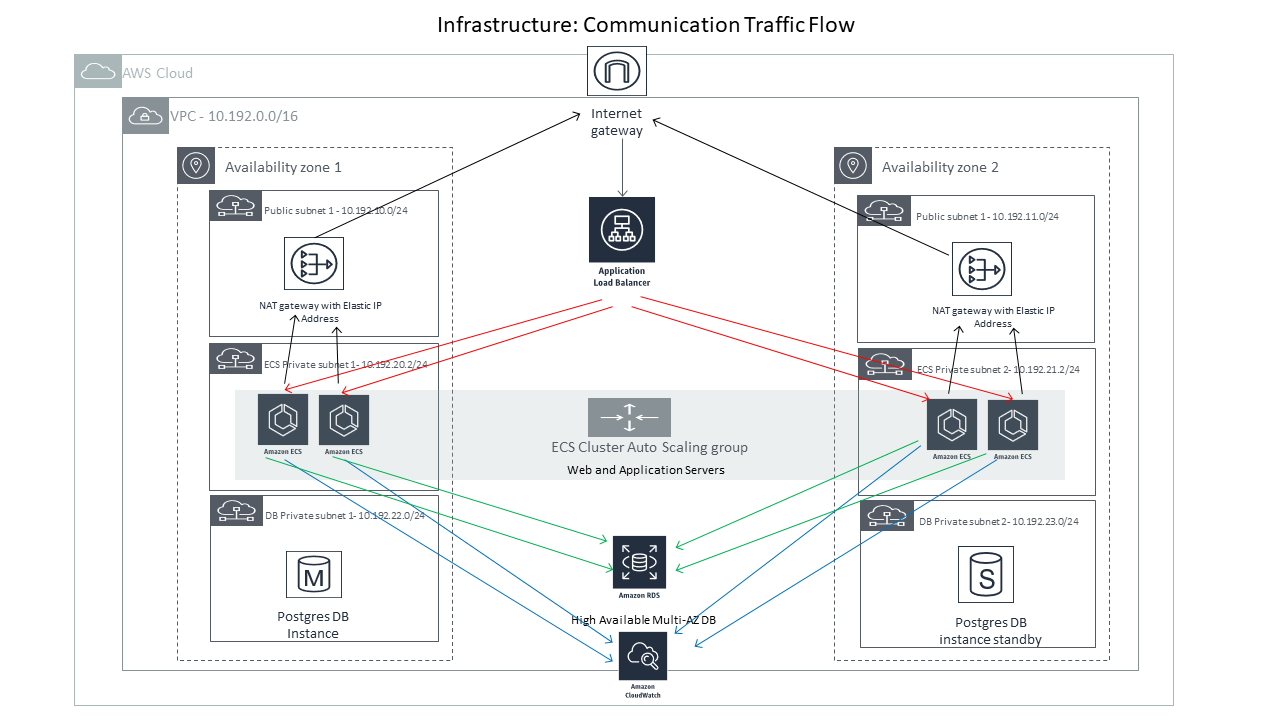 Infrastructure: Communication Traffic Flow
AWS Cloud
VPC - 10.192.0.0/16
Internet
gateway
Availability zone 1
Availability zone 2
Public subnet 1 - 10.192.10.0/24
Public subnet 1 - 10.192.11.0/24
Application
Load Balancer
NAT gateway with Elastic IP
Address
NAT gateway with Elastic IP
Address
ECS Private subnet 1- 10.192.20.2/24
ECS Private subnet 2- 10.192.21.2/24
Amazon ECS
Amazon ECS
ECS Cluster Auto Scaling group
Web and Application Servers
Amazon ECS
Amazon ECS
DB Private subnet 1- 10.192.22.0/24
DB Private subnet 2- 10.192.23.0/24
M
S
Amazon RDS
High Available Multi-AZ DB
Postgres DB
Instance
Postgres DB
instance standby
Amazon
CloudWatch